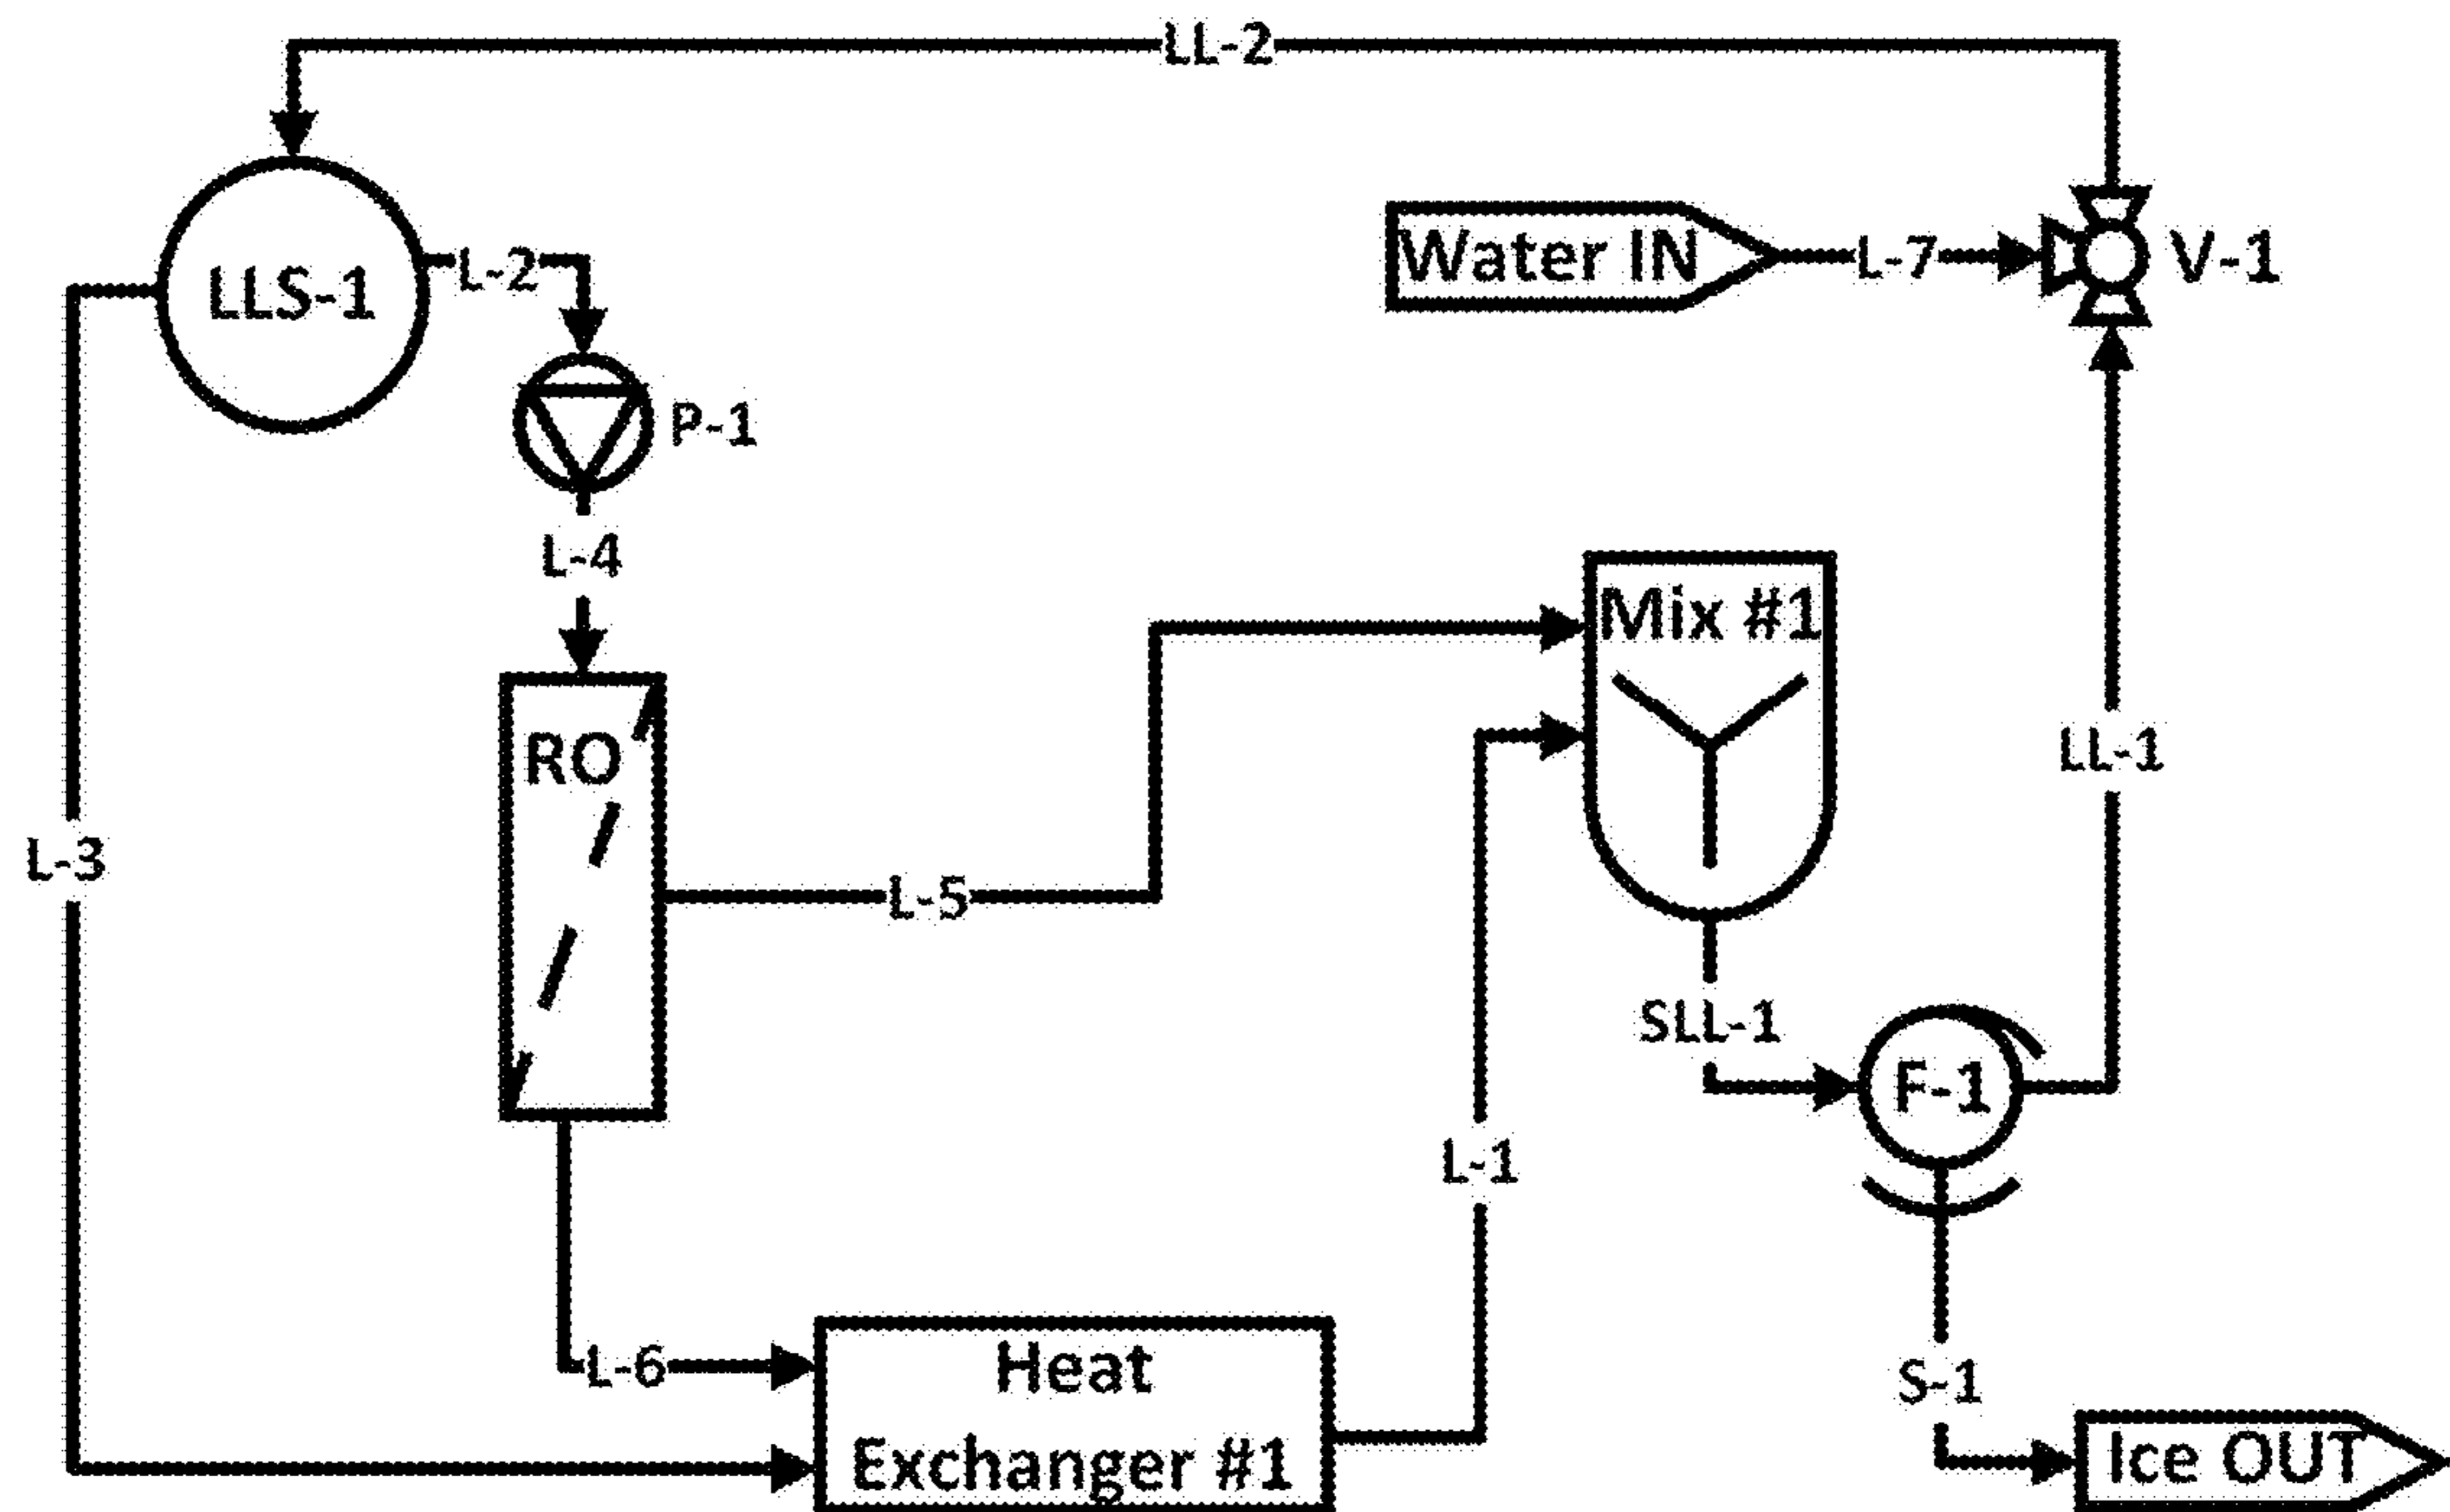 LL-2
Water IN
L-7
V-1
LLS-1
L-2
P-1
L-4
Mix #1
RO
LL-1
L-3
L-5
SLL-1
F-1
L-1
L-6
Heat
Exchanger #1
S-1
Ice OUT